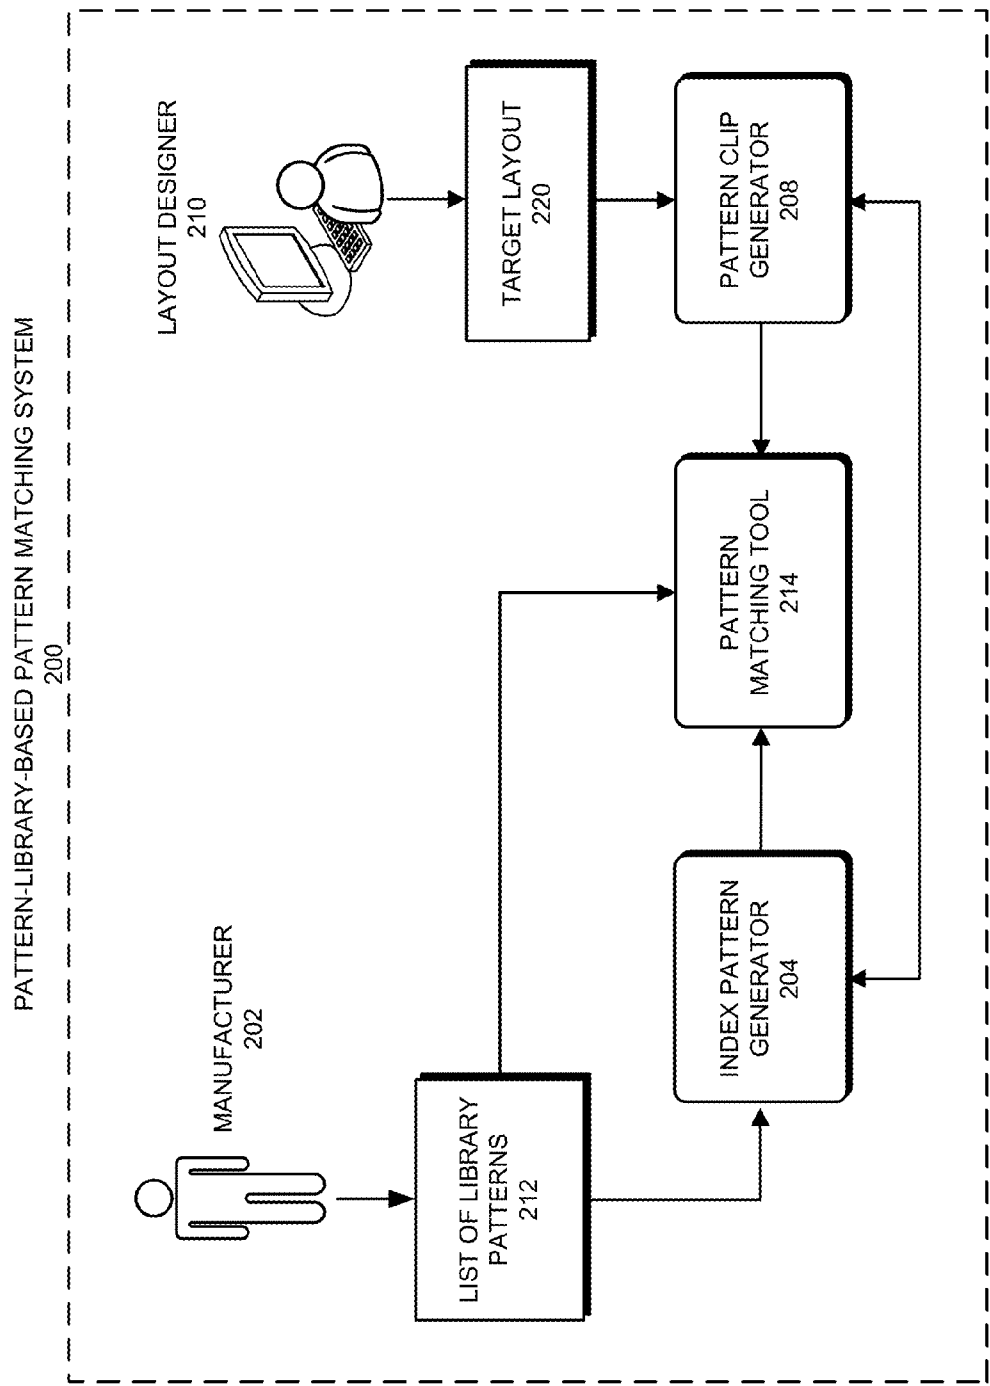 PATTERN-LIBRARY-BASED PATTERN MATCHING SYSTEM
200
MANUFACTURER
202
LAYOUT DESIGNER
210
LIST OF LIBRARY
PATTERNS
212
TARGET LAYOUT
220
INDEX PATTERN
GENERATOR
204
PATTERN
MATCHING TOOL
214
PATTERN CLIP
GENERATOR
208